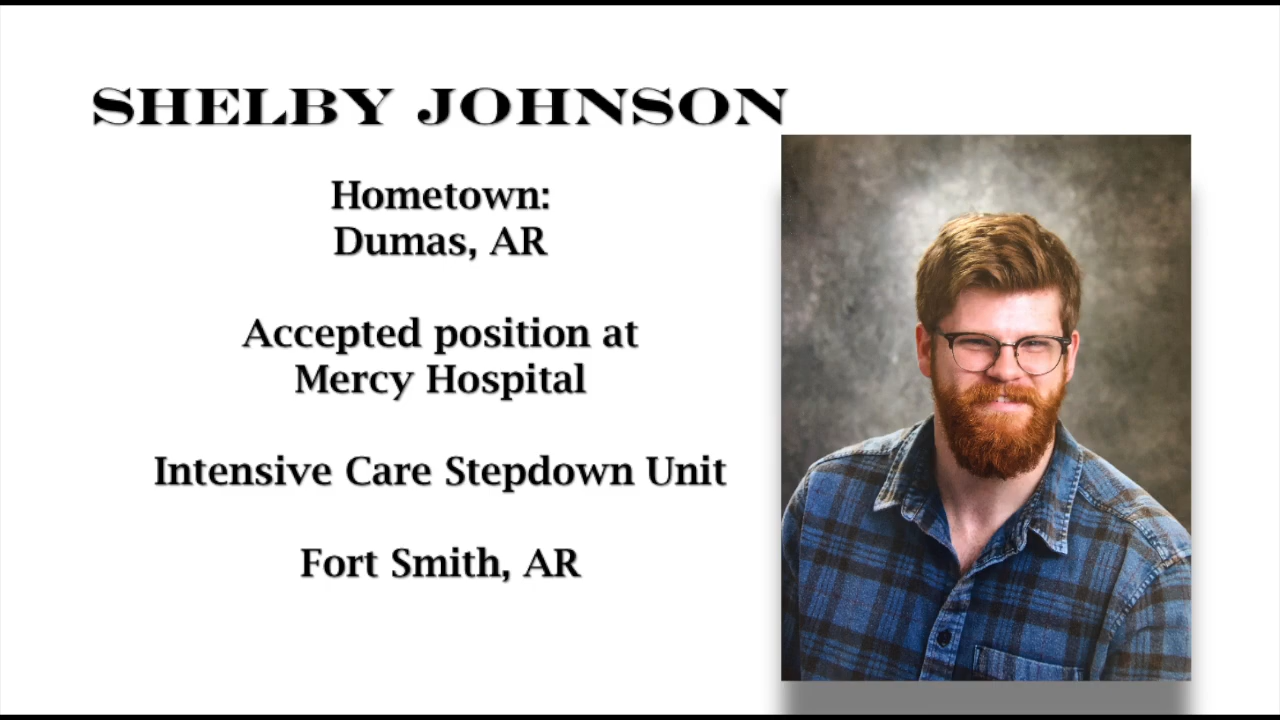 SHELBY JOHNSON
Hometown:
Dumas, AR
Accepted position at
Mercy Hospital
Intensive Care Stepdown Unit
Fort Smith, AR